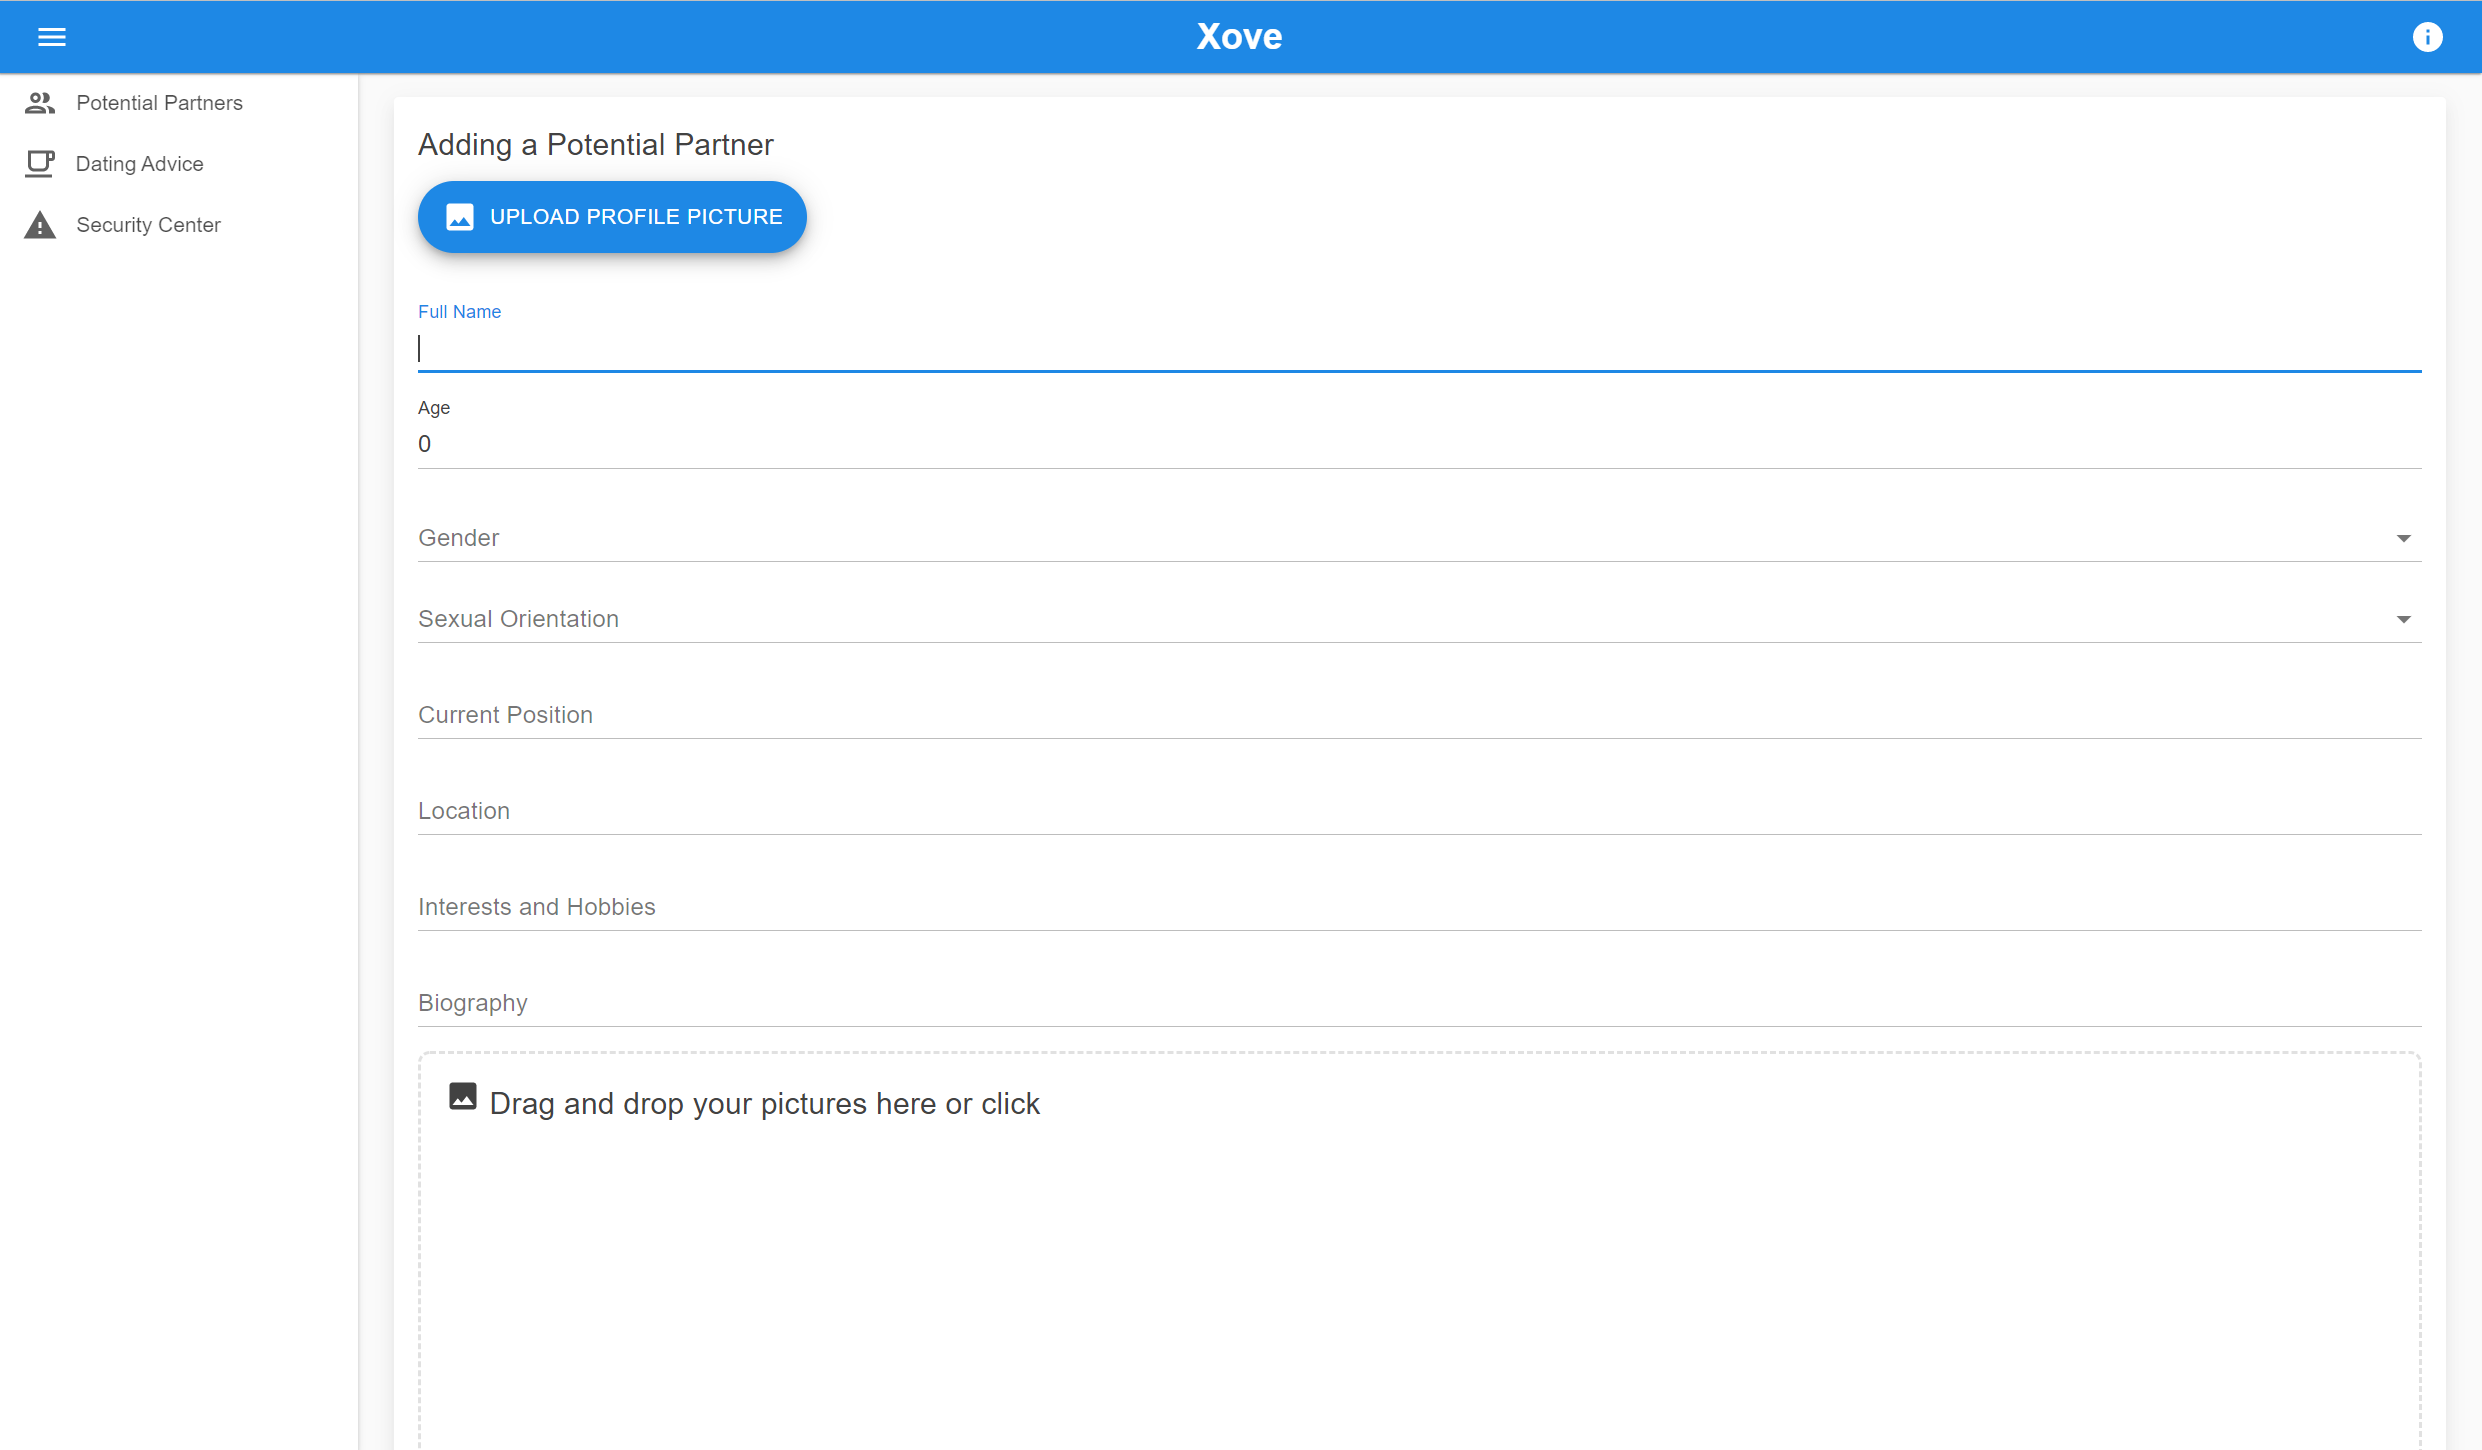 Xove
Potential Partners
Dating Advice
Security Center
Adding a Potential Partner
UPLOAD PROFILE PICTURE
Full Name
Age
0
Gender
Sexual Orientation
Current Position
Location
Interests and Hobbies
Biography
Drag and drop your pictures here or click